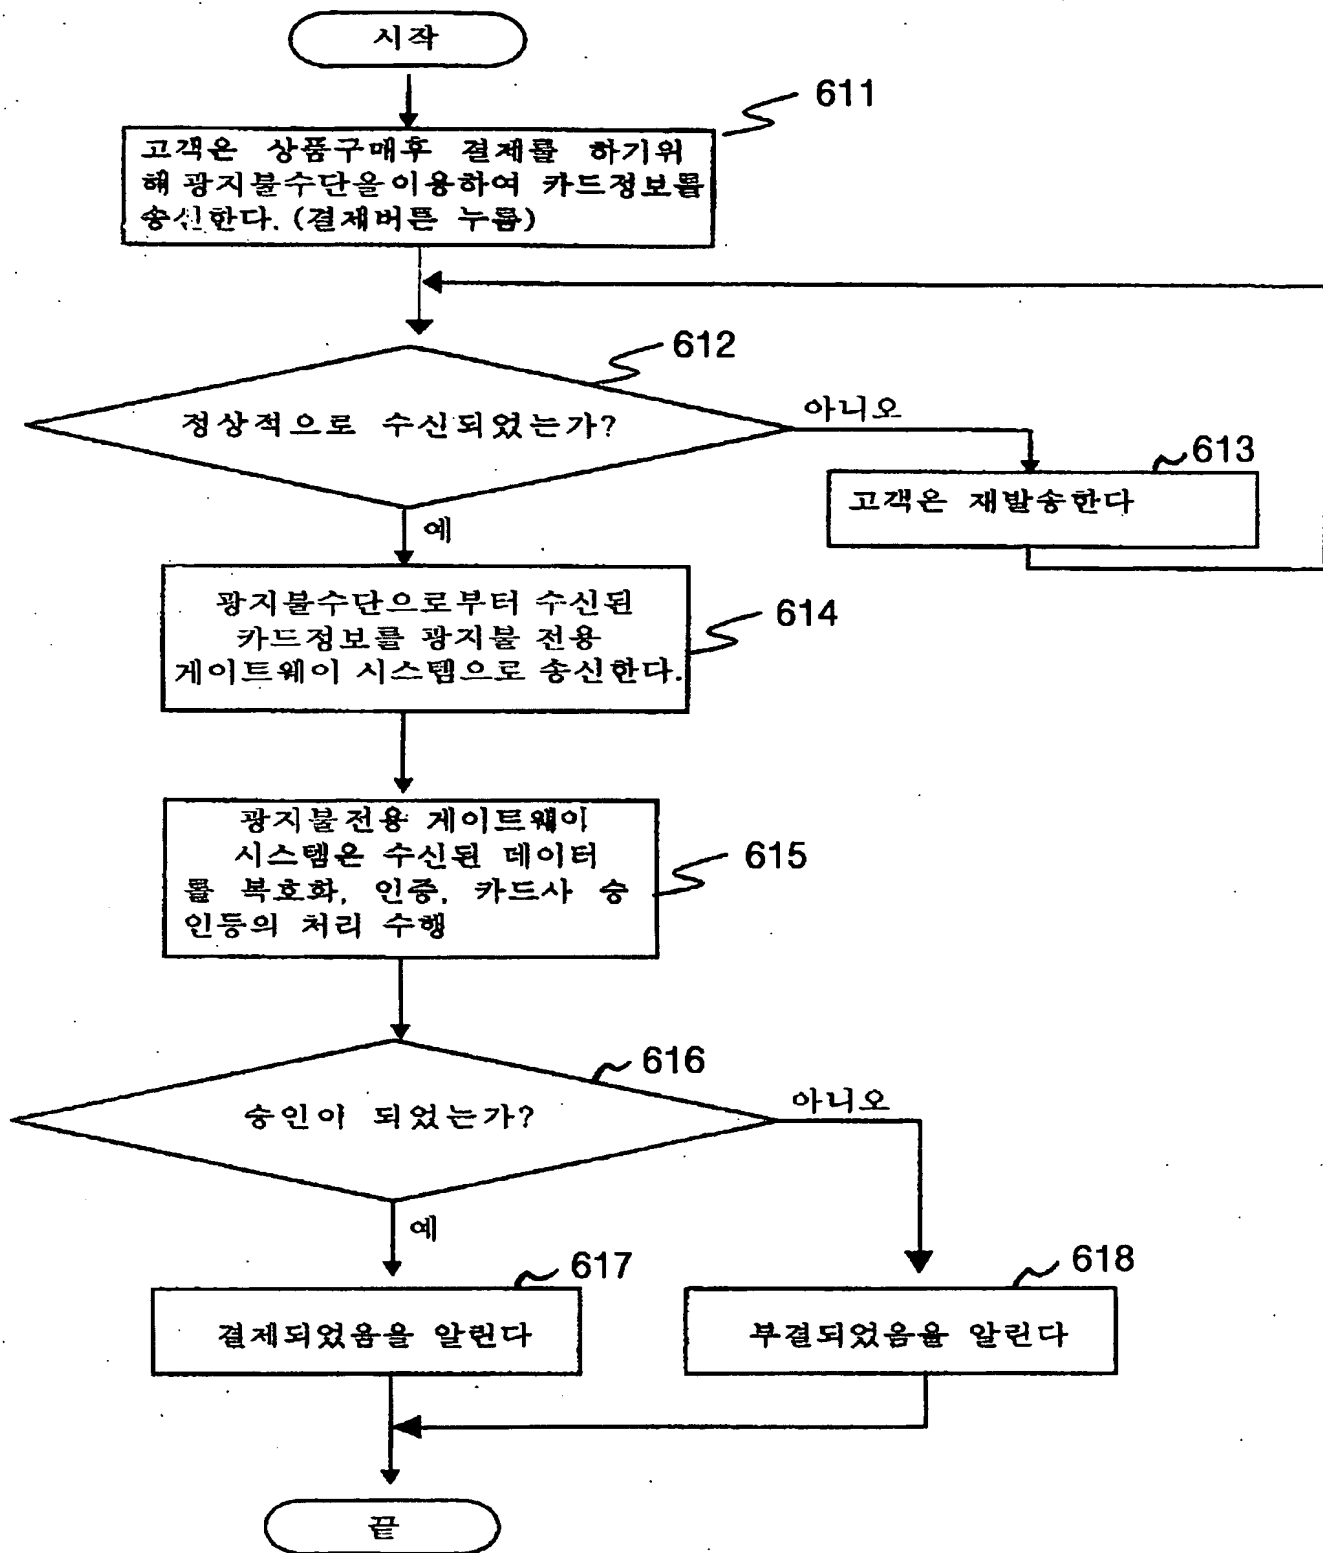 시작
611
고객은 상품구매후 결제를 하기위
해 광지불수단을이용하여 카드정보를
송신한다. (결재버튼 누름)
612
정상적으로 수신되었는가?
아니오
613
고객은 재발송한다
예
광지불수단으로부터 수신된
카드정보를 광지불 전용
게이트웨이 시스템으로 송신한다.
614
광지불전용 게이트웨이
시스템은 수신된 데이터
를 복호화, 인증, 카드사 승
인등의 처리 수행
615
616
승인이 되었는가?
아니오
예
617
결제되었음을 알린다
618
부결되었음을 알린다
끝